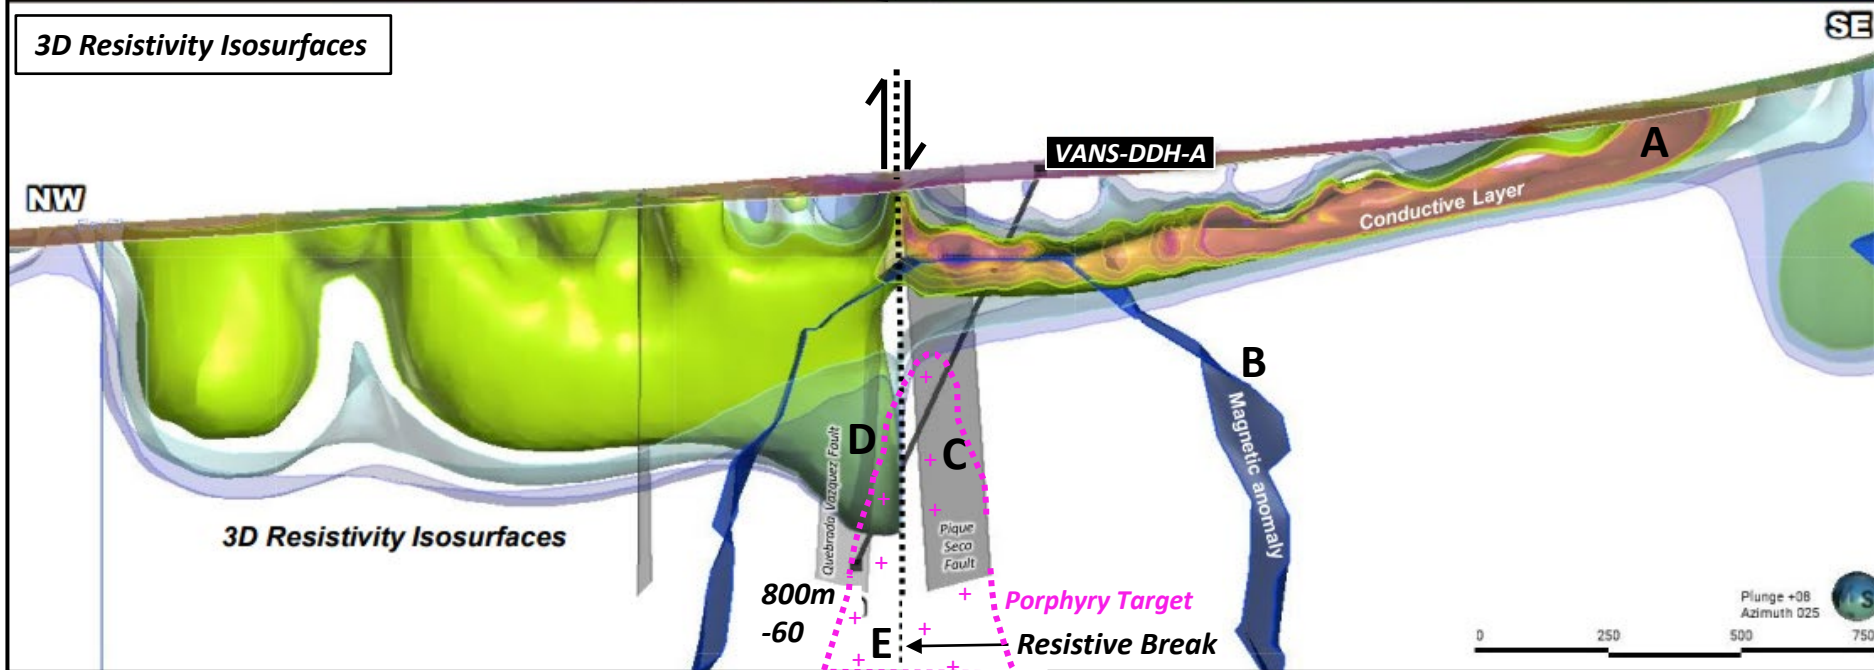 3D Resistivity Isosurfaces
SE
VANS-DDH-A
A
NW
Conductive Layer
B
Magnetic anomaly
D
C
Quebrada Vazquez Fault
Pique
Seca
Fault
3D Resistivity Isosurfaces
800m
-60
Porphyry Target
E
Resistive Break
Plunge +08
Azimuth 025
S
0 250 500 750